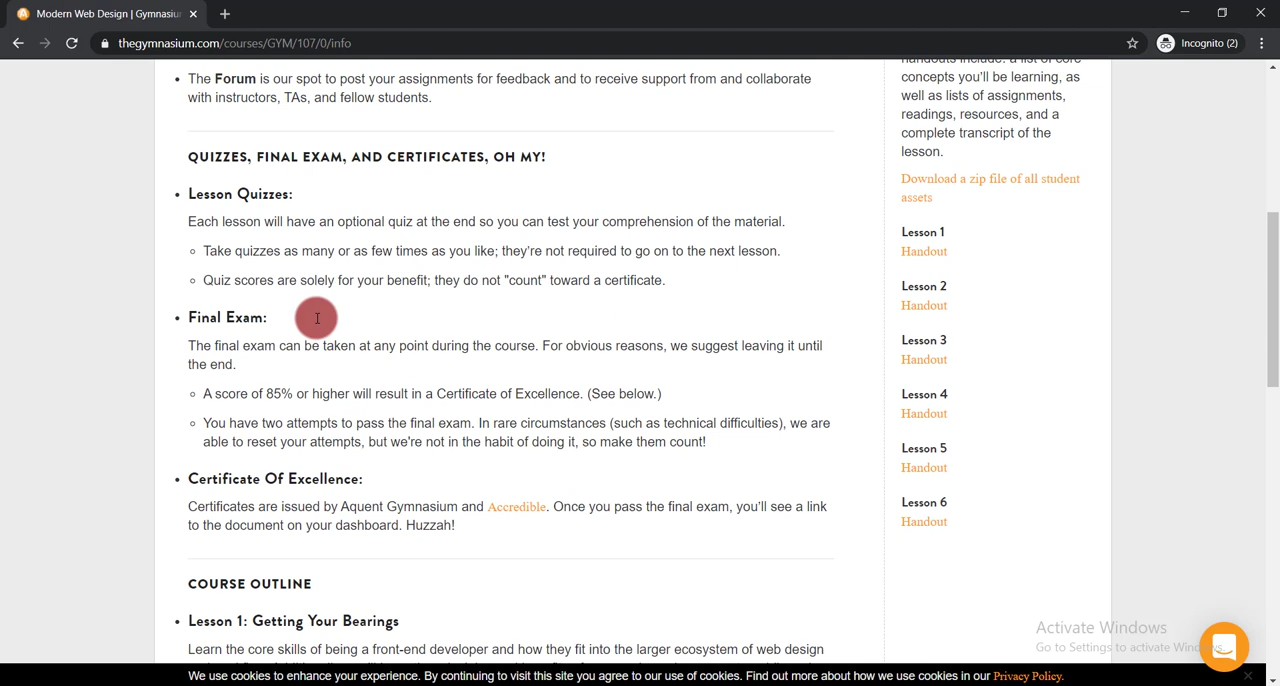 Modern Web Design | Gymnasiu
thegymnasium.com/courses/GYM/107/0/info
Incognito (2)
The Forum is our spot to post your assignments for feedback and to receive support from and collaborate
with instructors, TAs, and fellow students.
QUIZZES, FINAL EXAM, AND CERTIFICATES, OH MY!
Lesson Quizzes:
Each lesson will have an optional quiz at the end so you can test your comprehension of the material.
Take quizzes as many or as few times as you like; they're not required to go on to the next lesson.
Quiz scores are solely for your benefit; they do not "count" toward a certificate.
Final Exam:
The final exam can be taken at any point during the course. For obvious reasons, we suggest leaving it until
the end.
A score of 85% or higher will result in a Certificate of Excellence. (See below.)
You have two attempts to pass the final exam. In rare circumstances (such as technical difficulties), we are
able to reset your attempts, but we're not in the habit of doing it, so make them count!
Certificate Of Excellence:
Certificates are issued by Aquent Gymnasium and Accredible. Once you pass the final exam, you'll see a link
to the document on your dashboard. Huzzah!
COURSE OUTLINE
Lesson 1: Getting Your Bearings
Learn the core skills of being a front-end developer and how they fit into the larger ecosystem of web design
handouts include: a list of core
concepts you'll be learning, as
well as lists of assignments,
readings, resources, and a
complete transcript of the
lesson.
Download a zip file of all student
assets
Lesson 1
Handout
Lesson 2
Handout
Lesson 3
Handout
Lesson 4
Handout
Lesson 5
Handout
Lesson 6
Handout
Activate Windows
Go to Settings to activate Windows.
We use cookies to enhance your experience. By continuing to visit this site you agree to our use of cookies. Find out more about how we use cookies in our Privacy Policy.